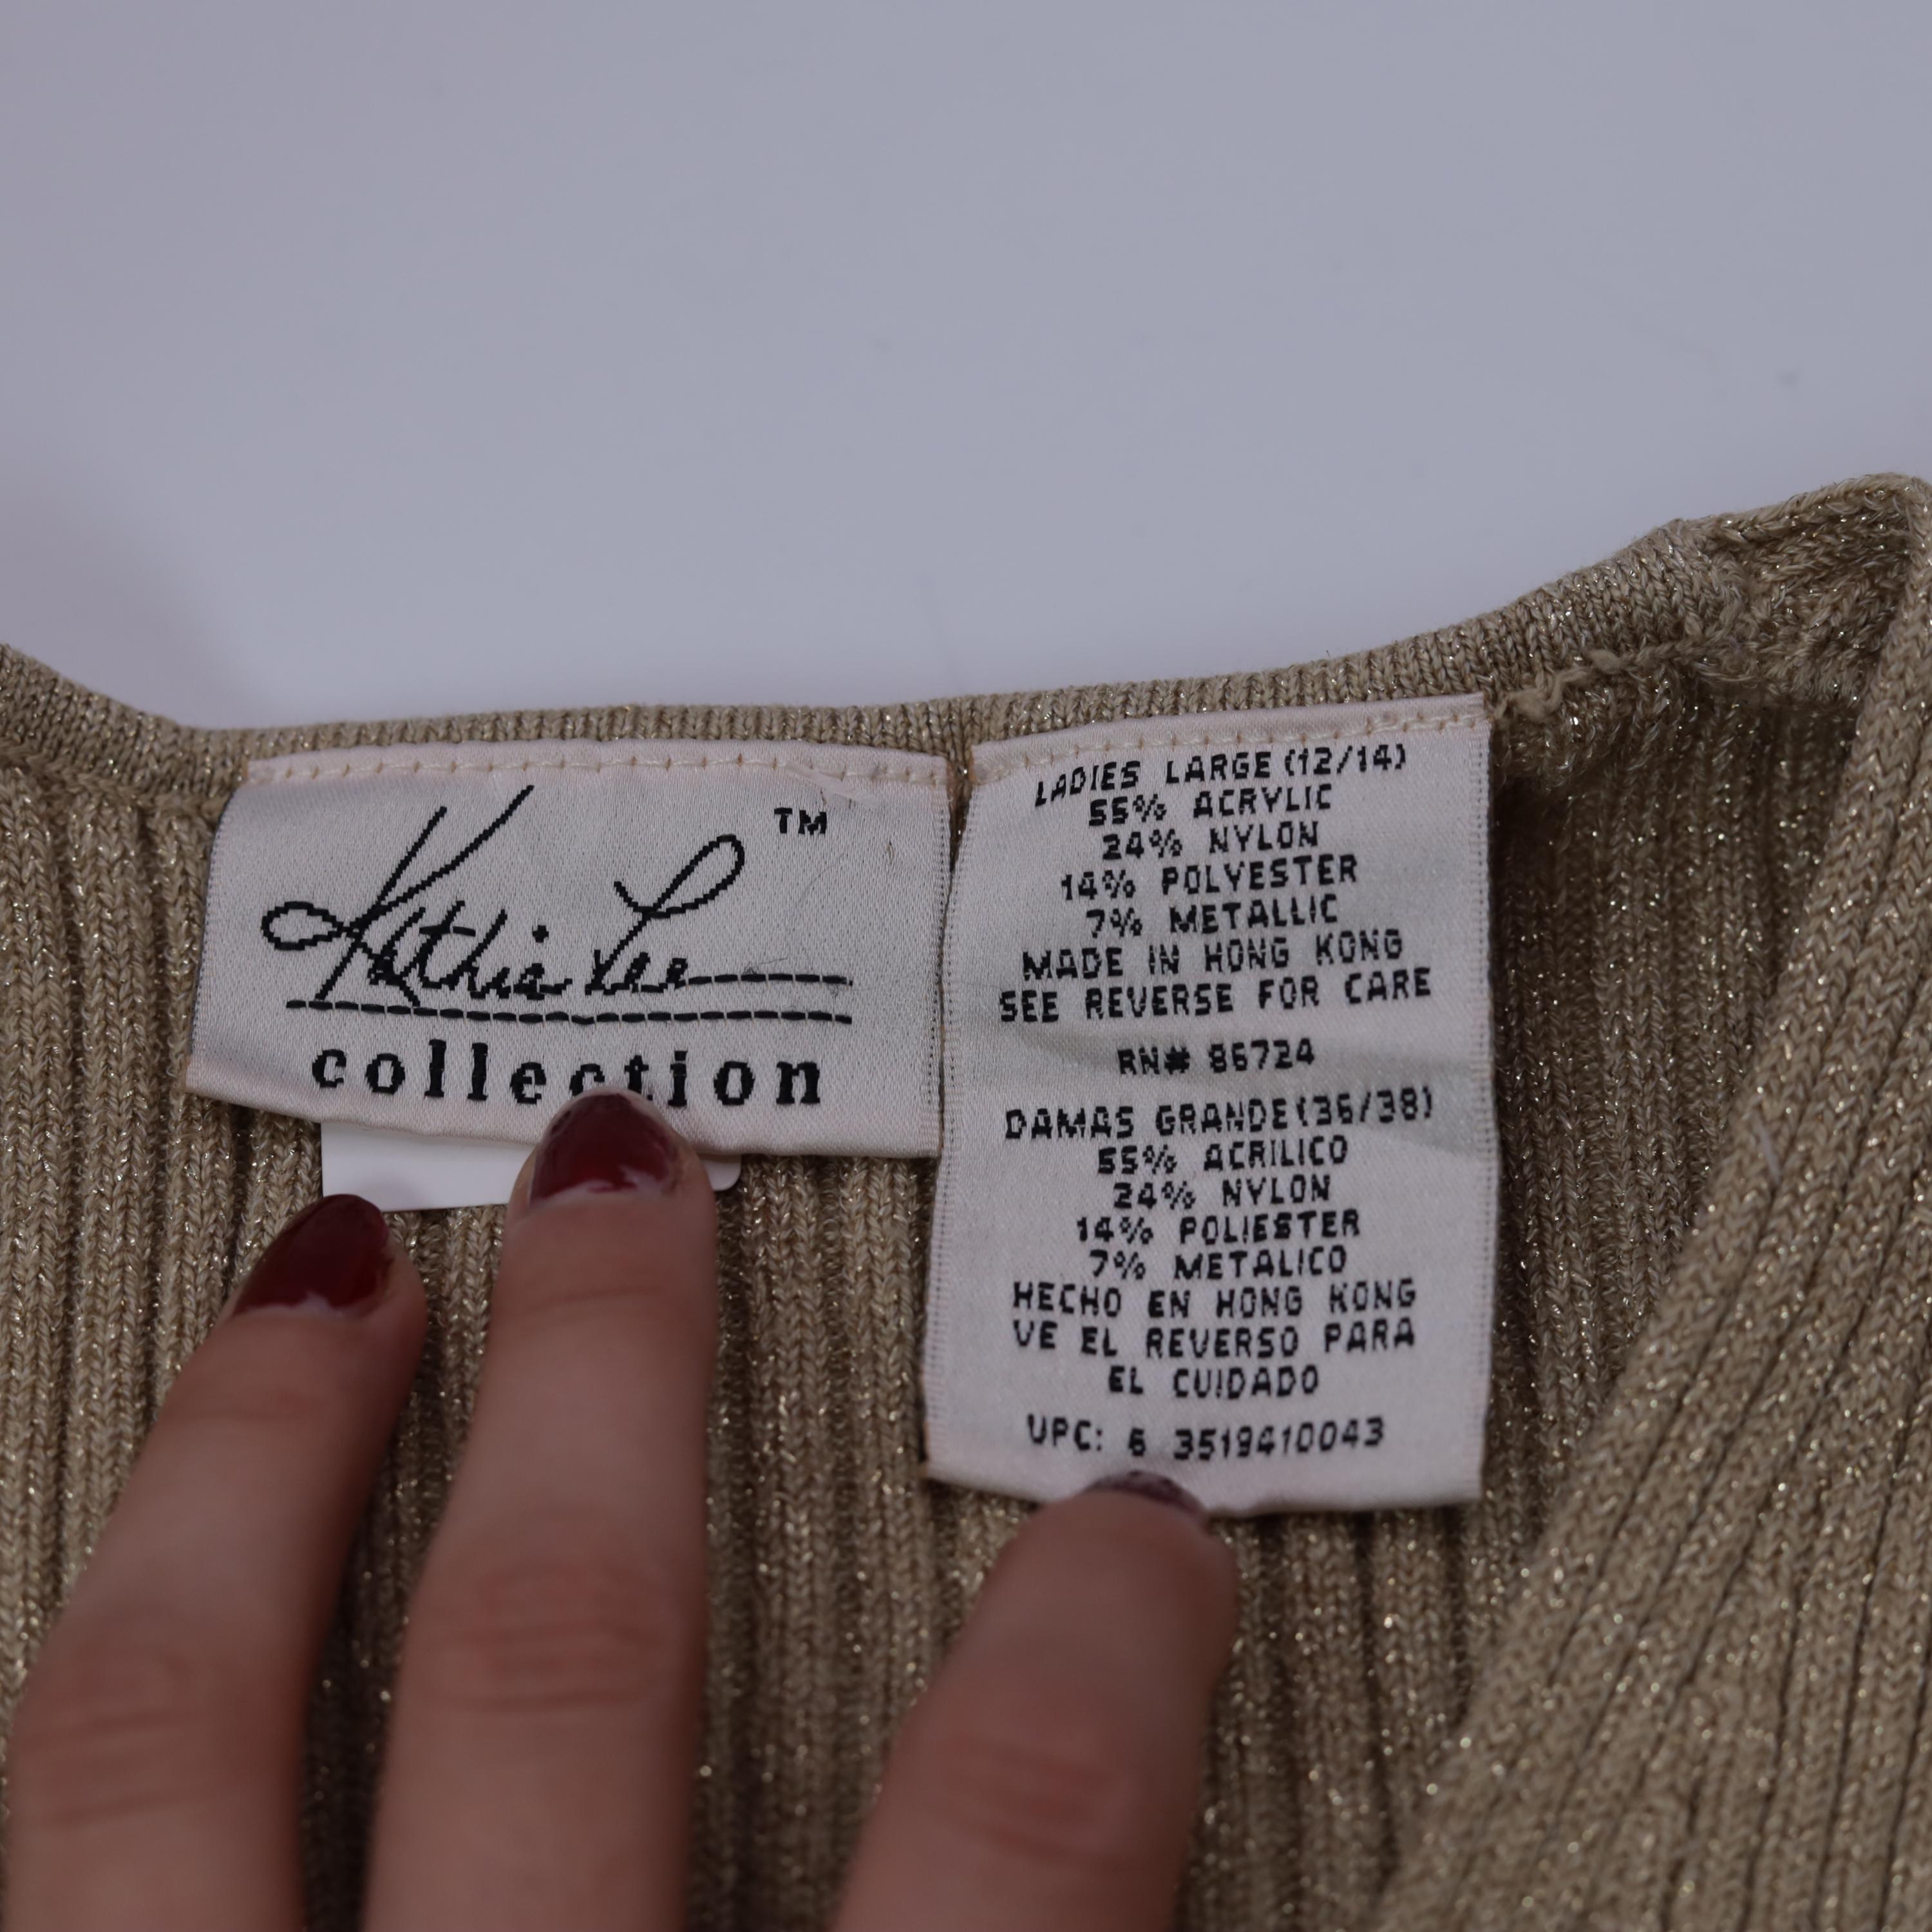 Kathie Lee™
collection
LADIES LARGE (12/14)
55% ACRYLIC
24% NYLON
14% POLYESTER
7% METALLIC
MADE IN HONG KONG
SEE REVERSE FOR CARE
RN# 86724
DAMAS GRANDE (36/38)
55% ACRILICO
24% NYLON
14% POLIESTER
7% METALICO
HECHO EN HONG KONG
VE EL REVERSO PARA
EL CUIDADO
UPC: 6 3519410043